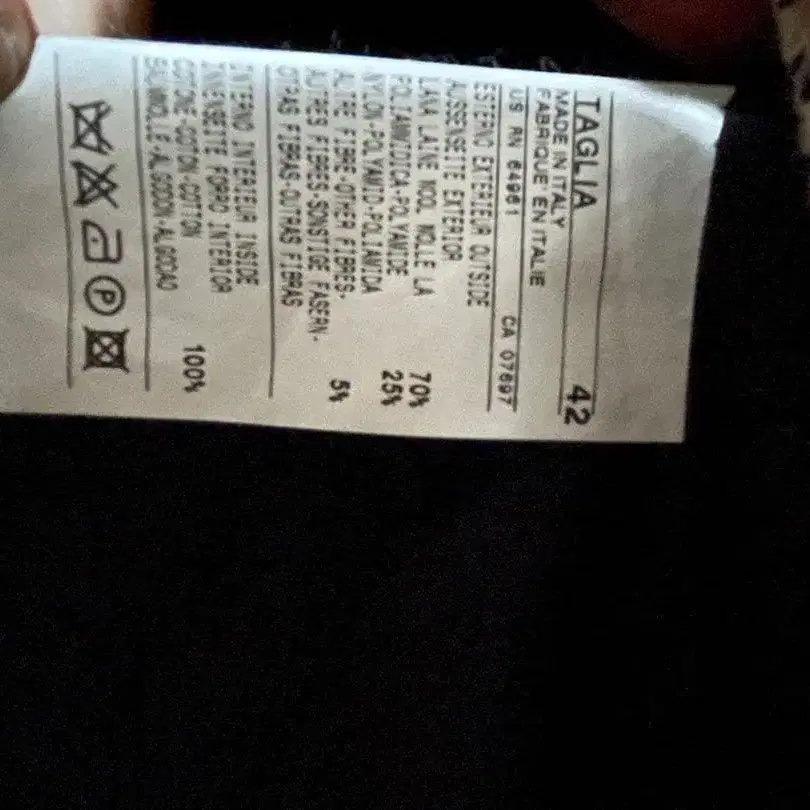 TAGLIA 42
MADE IN ITALY
FABRIQUE' EN ITALIE
US RN 64981 CA 07697
ESTERNO EXTERIEUR OUTSIDE
AUSSENSEITE EXTERIOR
LANA LAINE WOOL WOLLE LA 70%
POLIAMMIDICA-POLYAMIDE 25%
NYLON-POLYAMID-POLIAMIDA
ALTRE FIBRE-OTHER FIBRES- 5%
AUTRES FIBRES-SONSTIGE FASERN-
OTRAS FIBRAS-OUTRAS FIBRAS
INTERNO INTERIEUR INSIDE
INNENSEITE FORRO INTERIOR
COTONE-COTON-COTTON 100%
BAUMWOLLE-ALGODON-ALGODAO
P